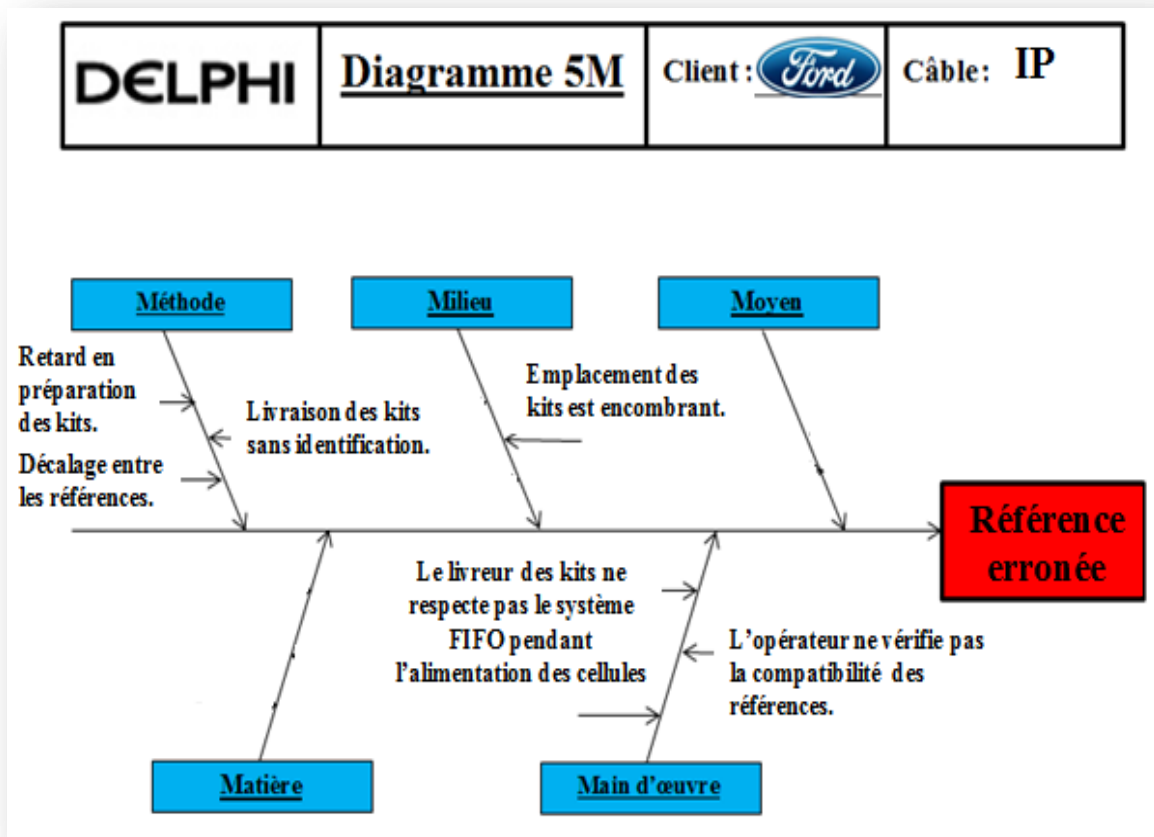 DELPHI
Diagramme 5M
Client :
Ford
Câble: IP
Méthode
Milieu
Moyen
Retard en
préparation
des kits.
Livraison des kits
sans identification.
Décalage entre
les références.
Emplacement des
kits est encombrant.
Référence
erronée
Le livreur des kits ne
respecte pas le système
FIFO pendant
l'alimentation des cellules
L'opérateur ne vérifie pas
la compatibilité des
références.
Matière
Main d'œuvre